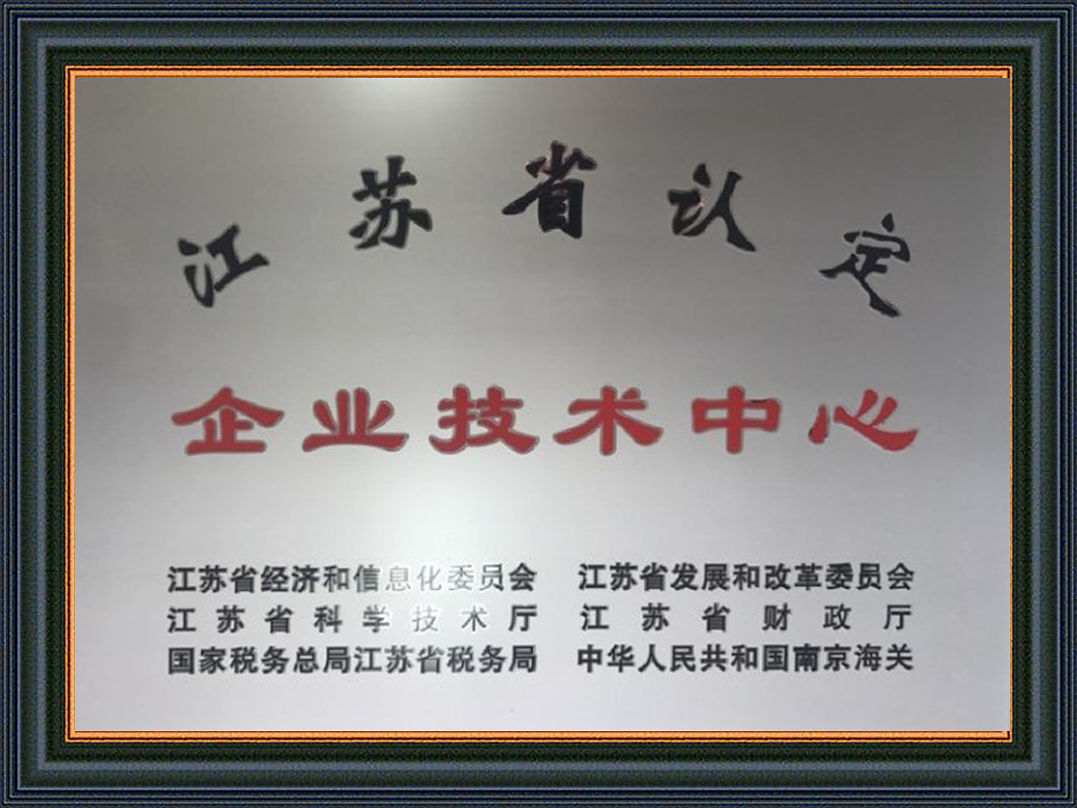 江苏省认定
企业技术中心
江苏省经济和信息化委员会 江苏省发展和改革委员会
江苏省科学技术厅 江苏省财政厅
国家税务总局江苏省税务局 中华人民共和国南京海关